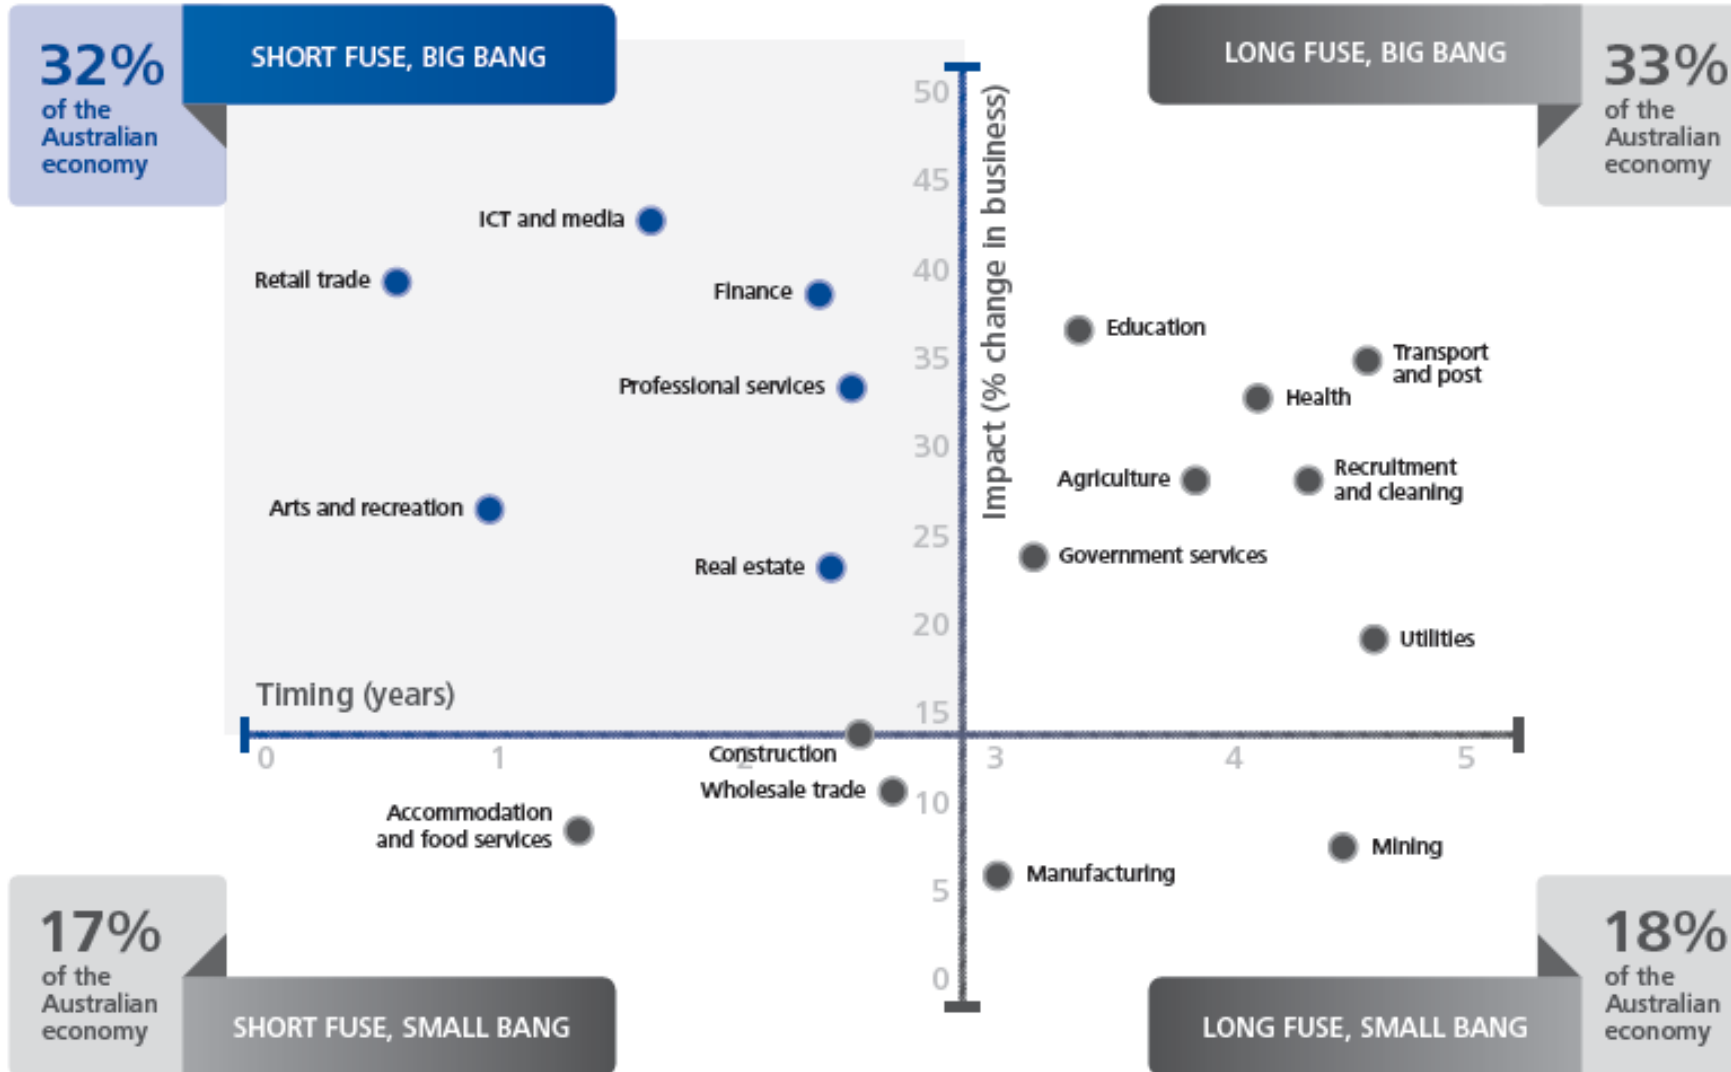 32%
of the
Australian
economy
SHORT FUSE, BIG BANG
LONG FUSE, BIG BANG
33%
of the
Australian
economy
50
45
40
35
30
25
20
15
10
5
0
Impact (% change in business)
ICT and media
Retail trade
Finance
Professional services
Arts and recreation
Real estate
Education
Transport
and post
Health
Agriculture
Recruitment
and cleaning
Government services
Utilities
Timing (years)
0
1
2
3
4
5
Construction
Wholesale trade
Accommodation
and food services
Manufacturing
Mining
17%
of the
Australian
economy
SHORT FUSE, SMALL BANG
LONG FUSE, SMALL BANG
18%
of the
Australian
economy